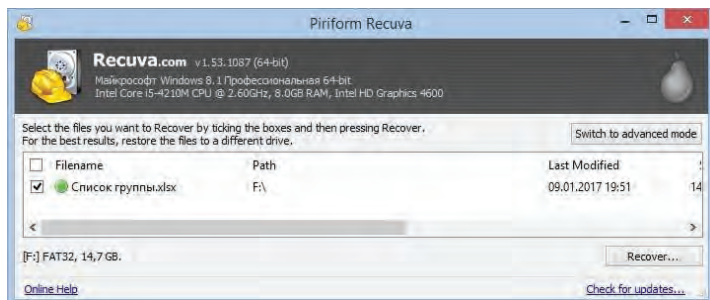 Piriform Recuva
Recuva.com v1.53.1087 (64-bit)
Майкрософт Windows 8.1 Профессиональная 64-bit
Intel Core i5-4210M CPU @ 2.60GHz, 8.0GB RAM, Intel HD Graphics 4600
Select the files you want to Recover by ticking the boxes and then pressing Recover.
For the best results, restore the files to a different drive.
Switch to advanced mode
Filename Path Last Modified
Список группы.xlsx F:\ 09.01.2017 19:51 14
[F:] FAT32, 14,7 GB.
Recover...
Online Help Check for updates...